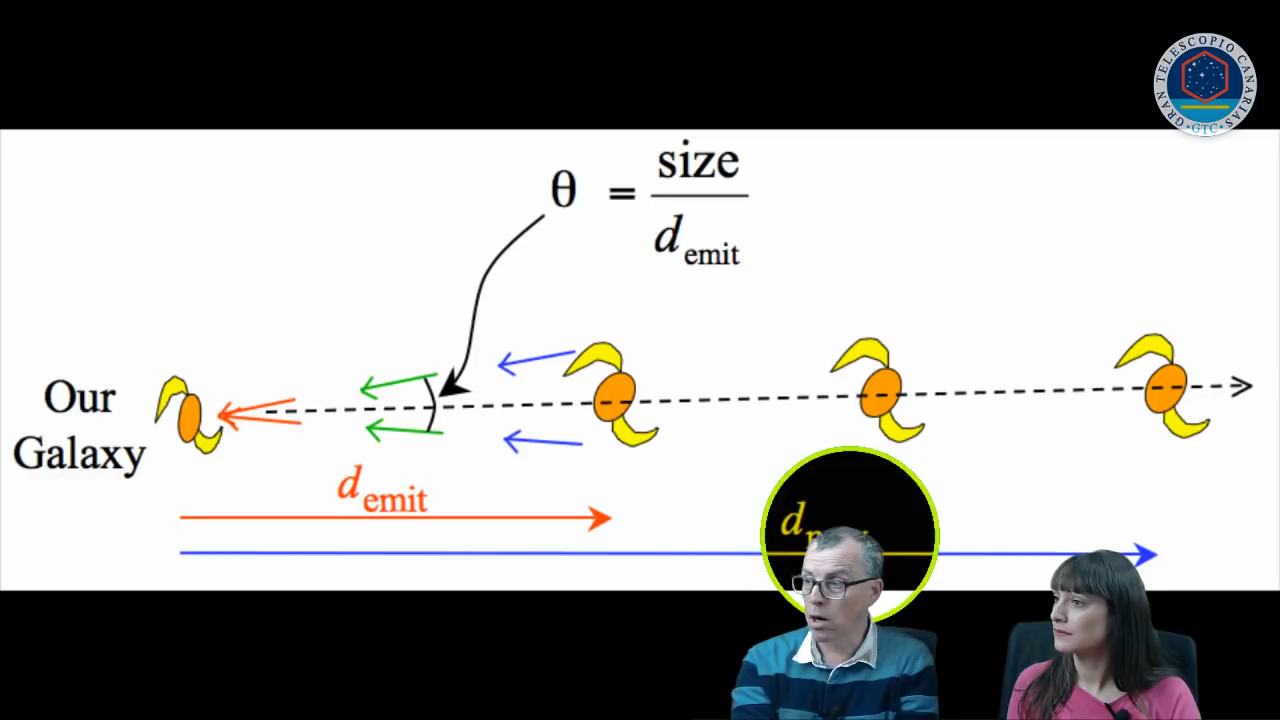 GRAN TELESCOPIO CANARIAS
• GTC •
θ = size
d emit
Our
Galaxy
d emit
d